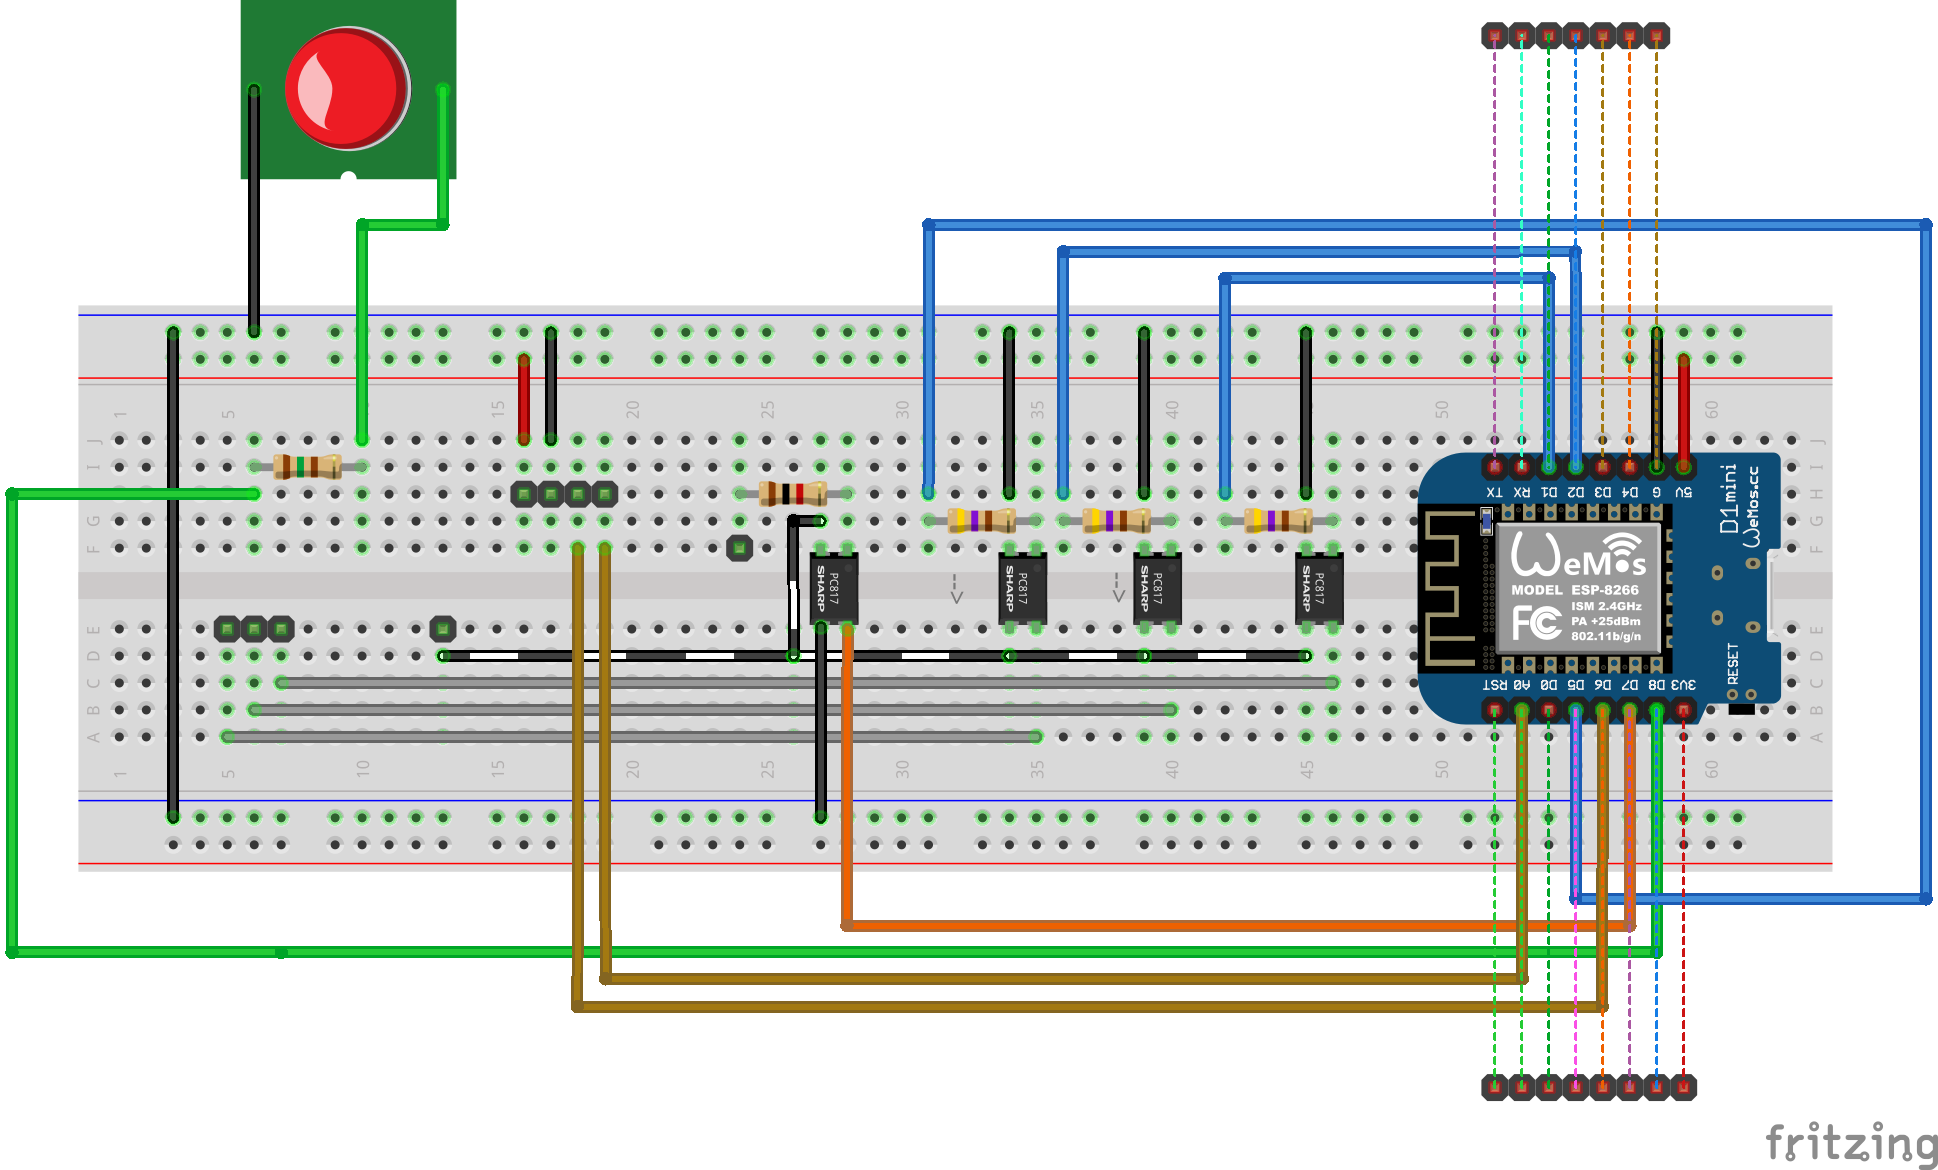 1 5 10 15 20 25 30 35 40 45 50 55 60
J J
I I
H H
G G
F F
SHARP PC817
SHARP PC817
SHARP PC817
SHARP PC817
TX RX D1 D2 D3 D4 G 5V
D1mini
WeMos.cc
WeMos
MODEL ESP-8266
FC
ISM 2.4GHz
PA +25dBm
802.11b/g/n
RESET
RST A0 D0 D5 D6 D7 D8 3V3
E E
D D
C C
B B
A A
1 5 10 15 20 25 30 35 40 45 50 60
fritzing